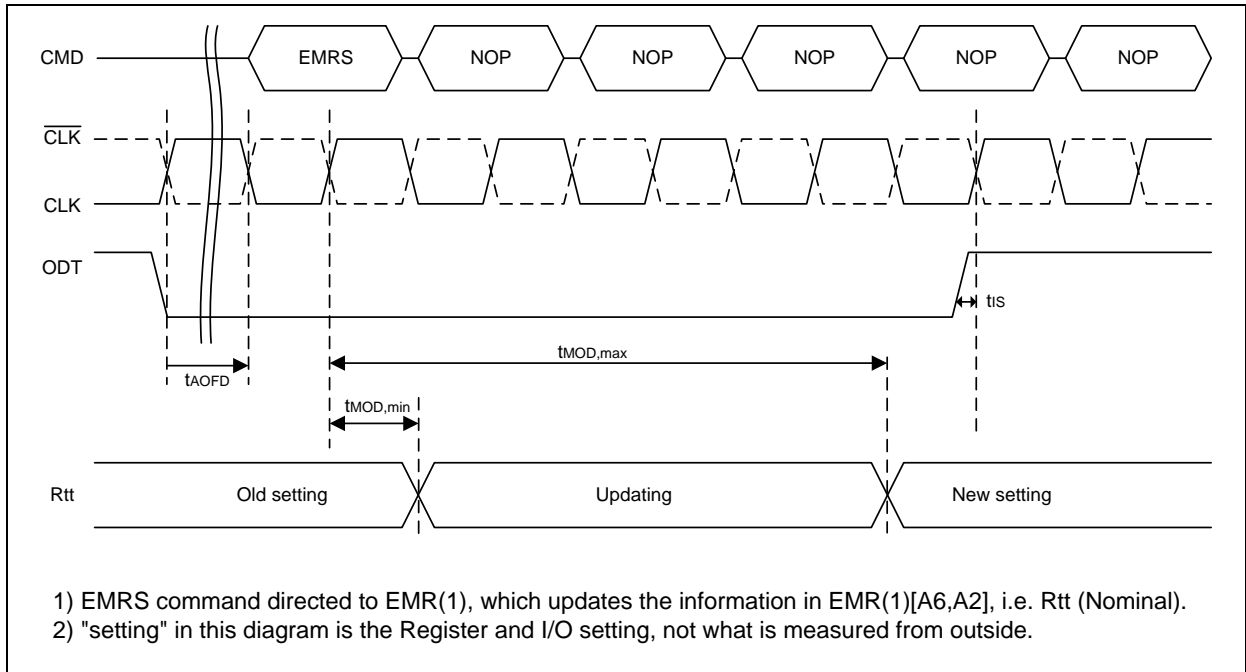 CMD EMRS NOP NOP NOP NOP NOP
CLK
CLK
ODT
tIS
tMOD,max
tAOFD
tMOD,min
Rtt Old setting Updating New setting
1) EMRS command directed to EMR(1), which updates the information in EMR(1)[A6,A2], i.e. Rtt (Nominal).
2) "setting" in this diagram is the Register and I/O setting, not what is measured from outside.